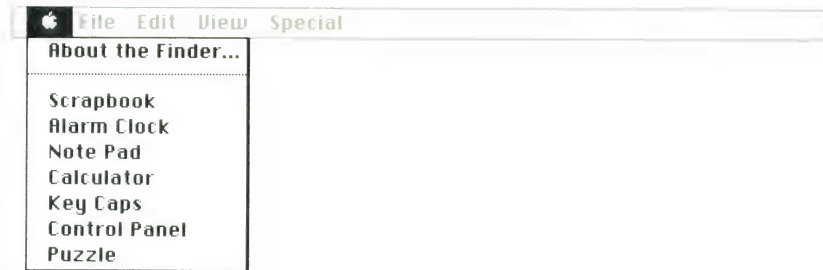 File Edit View Special
About the Finder...
Scrapbook
Alarm Clock
Note Pad
Calculator
Key Caps
Control Panel
Puzzle